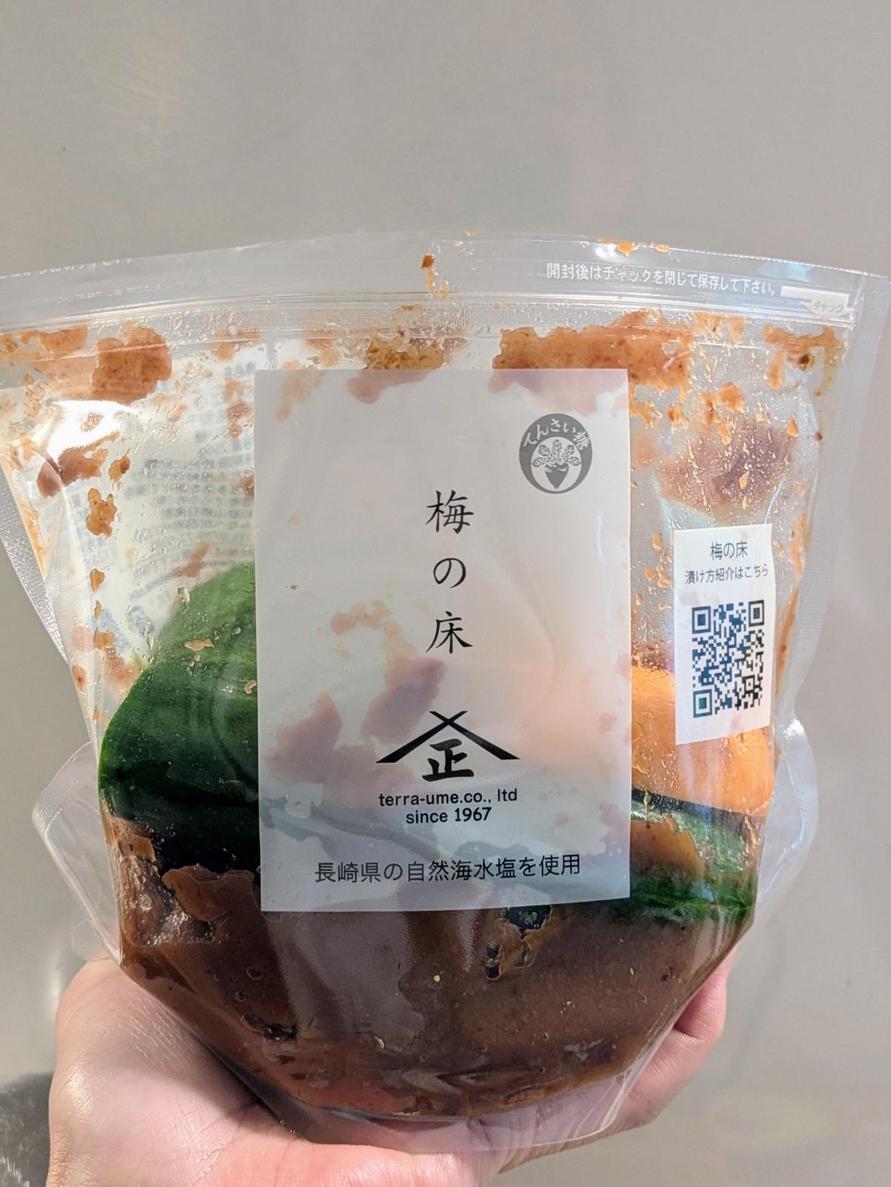 開封後はチャックを閉じて保存して下さい。
チャック
てんさい糖
梅の床
正
terra-ume.co., ltd
since 1967
長崎県の自然海水塩を使用
梅の床
漬け方紹介はこちら